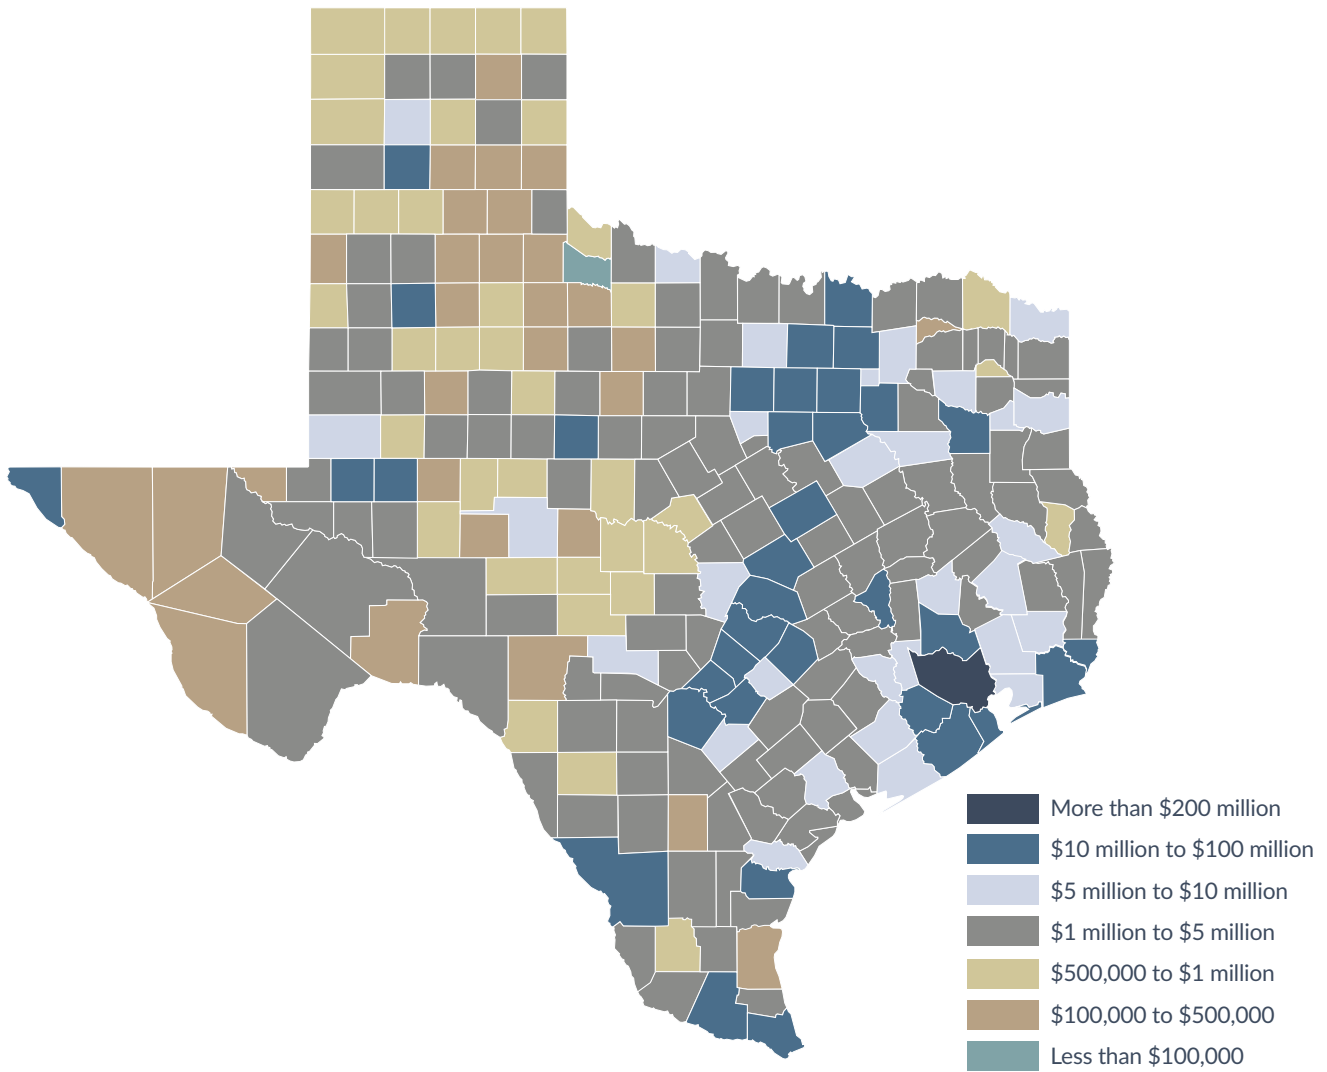 More than $200 million
$10 million to $100 million
$5 million to $10 million
$1 million to $5 million
$500,000 to $1 million
$100,000 to $500,000
Less than $100,000